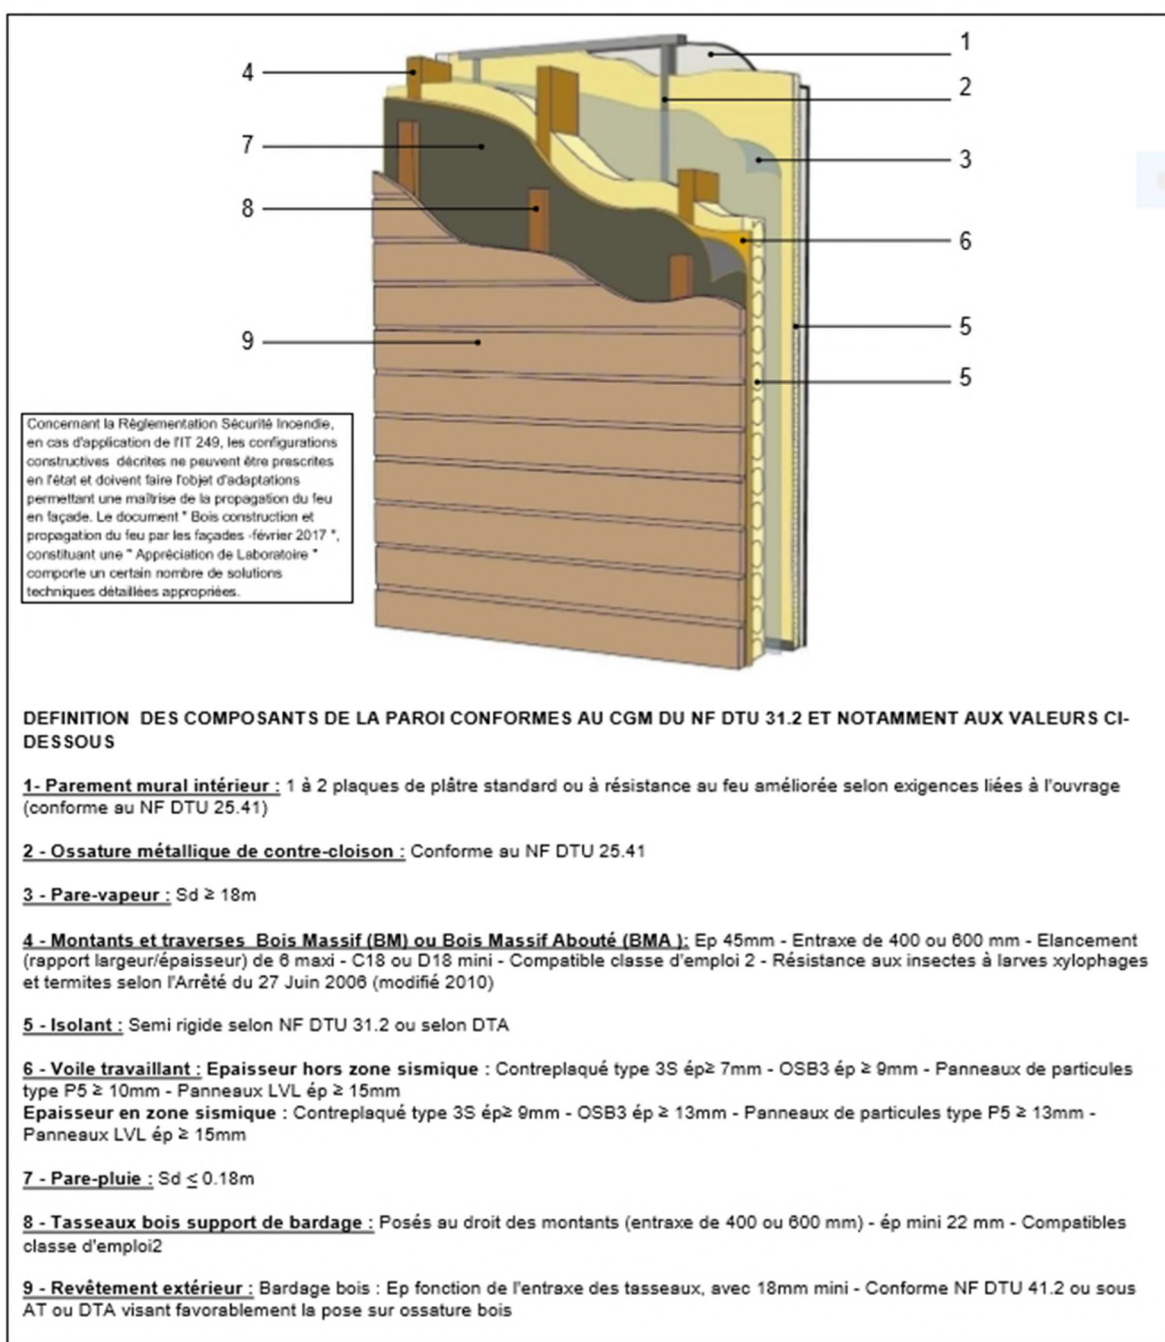 1
4
2
7
3
8
6
5
9
5
Concernant la Règlementation Sécurité Incendie,
en cas d'application de l'IT 249, les configurations
constructives décrites ne peuvent être prescrites
en l'état et doivent faire l'objet d'adaptations
permettant une maîtrise de la propagation du feu
en façade. Le document " Bois construction et
propagation du feu par les façades -février 2017 ",
constituant une " Appréciation de Laboratoire "
comporte un certain nombre de solutions
techniques détaillées appropriées.
DEFINITION DES COMPOSANTS DE LA PAROI CONFORMES AU CGM DU NF DTU 31.2 ET NOTAMMENT AUX VALEURS CI-
DESSOUS
1- Parement mural intérieur : 1 à 2 plaques de plâtre standard ou à résistance au feu améliorée selon exigences liées à l'ouvrage
(conforme au NF DTU 25.41)
2 - Ossature métallique de contre-cloison : Conforme au NF DTU 25.41
3 - Pare-vapeur : Sd ≥ 18m
4 - Montants et traverses Bois Massif (BM) ou Bois Massif Abouté (BMA ): Ep 45mm - Entraxe de 400 ou 600 mm - Elancement
(rapport largeur/épaisseur) de 6 maxi - C18 ou D18 mini - Compatible classe d'emploi 2 - Résistance aux insectes à larves xylophages
et termites selon l'Arrêté du 27 Juin 2006 (modifié 2010)
5 - Isolant : Semi rigide selon NF DTU 31.2 ou selon DTA
6 - Voile travaillant : Epaisseur hors zone sismique : Contreplaqué type 3S ép≥ 7mm - OSB3 ép ≥ 9mm - Panneaux de particules
type P5 ≥ 10mm - Panneaux LVL ép ≥ 15mm
Epaisseur en zone sismique : Contreplaqué type 3S ép≥ 9mm - OSB3 ép ≥ 13mm - Panneaux de particules type P5 ≥ 13mm -
Panneaux LVL ép ≥ 15mm
7 - Pare-pluie : Sd ≤ 0.18m
8 - Tasseaux bois support de bardage : Posés au droit des montants (entraxe de 400 ou 600 mm) - ép mini 22 mm - Compatibles
classe d'emploi2
9 - Revêtement extérieur : Bardage bois : Ep fonction de l'entraxe des tasseaux, avec 18mm mini - Conforme NF DTU 41.2 ou sous
AT ou DTA visant favorablement la pose sur ossature bois